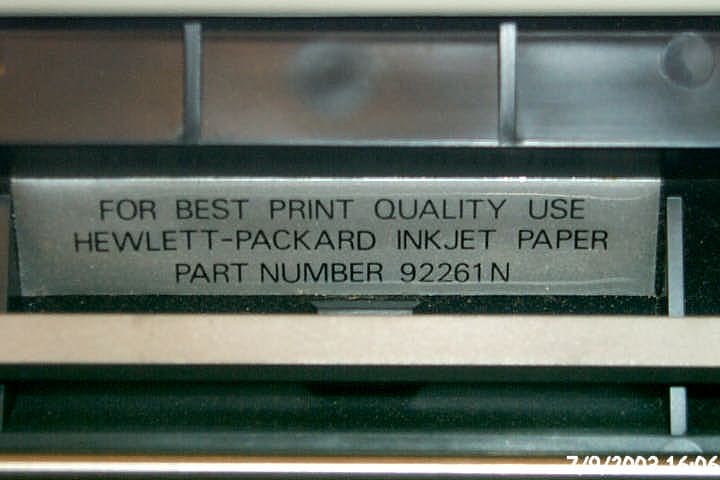 FOR BEST PRINT QUALITY USE
HEWLETT-PACKARD INKJET PAPER
PART NUMBER 92261N
7/9/2002 16:06